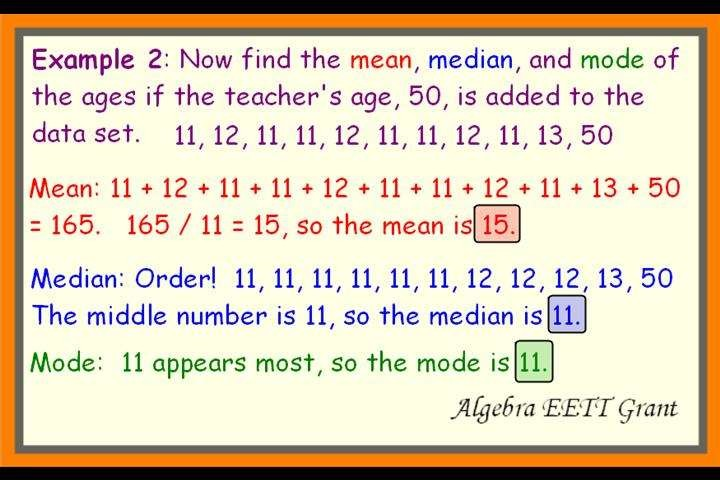 Example 2: Now find the mean, median, and mode of
the ages if the teacher's age, 50, is added to the
data set. 11, 12, 11, 11, 12, 11, 11, 12, 11, 13, 50
Mean: 11 + 12 + 11 + 11 + 12 + 11 + 11 + 12 + 11 + 13 + 50
= 165. 165 / 11 = 15, so the mean is 15.
Median: Order! 11, 11, 11, 11, 11, 11, 12, 12, 12, 13, 50
The middle number is 11, so the median is 11.
Mode: 11 appears most, so the mode is 11.
Algebra EETT Grant